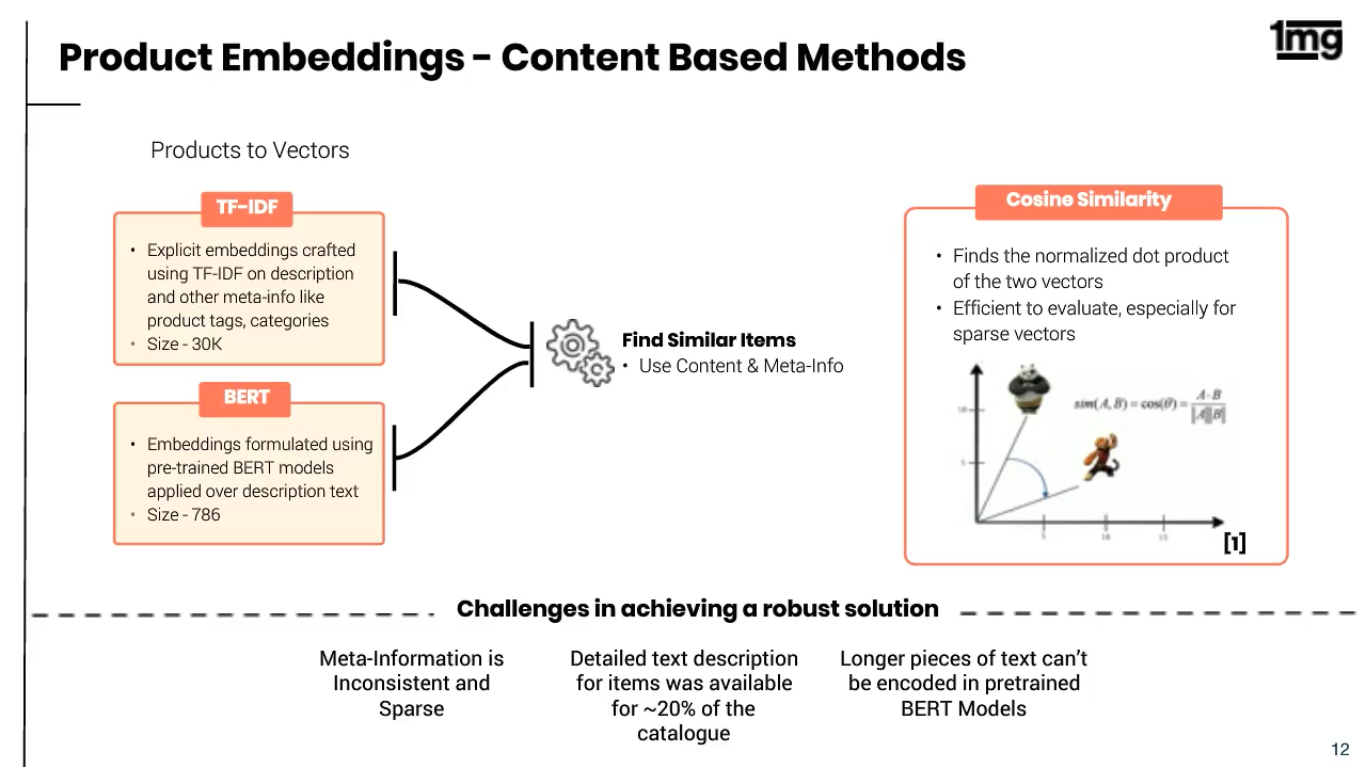 Product Embeddings - Content Based Methods
1mg
Products to Vectors
TF-IDF
• Explicit embeddings crafted
using TF-IDF on description
and other meta-info like
product tags, categories
• Size - 30K
BERT
• Embeddings formulated using
pre-trained BERT models
applied over description text
• Size - 786
Find Similar Items
• Use Content & Meta-Info
Cosine Similarity
• Finds the normalized dot product
of the two vectors
• Efficient to evaluate, especially for
sparse vectors
sim(A, B) = cos(θ) = A · B / ||A|| ||B||
10
5
5 10 15
[1]
Challenges in achieving a robust solution
Meta-Information is
Inconsistent and
Sparse
Detailed text description
for items was available
for ~20% of the
catalogue
Longer pieces of text can't
be encoded in pretrained
BERT Models
12